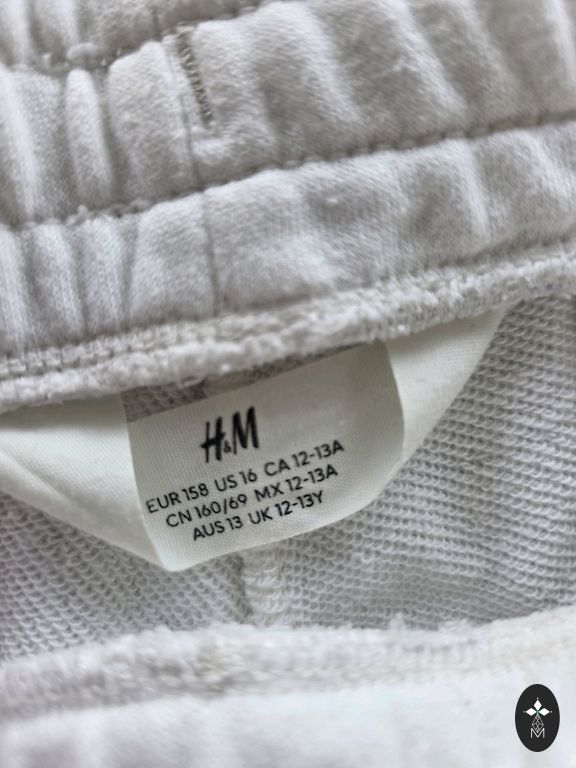 H&M
EUR 158 US 16 CA 12-13A
CN 160/69 MX 12-13A
AUS 13 UK 12-13Y
M